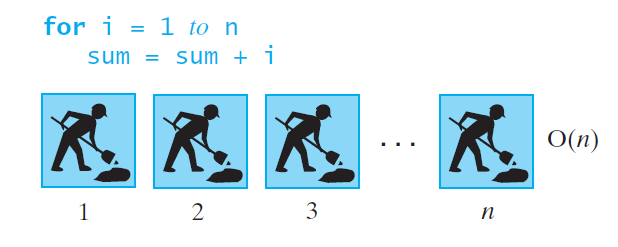 for i = 1 to n
sum = sum + i
... O(n)
1 2 3 n